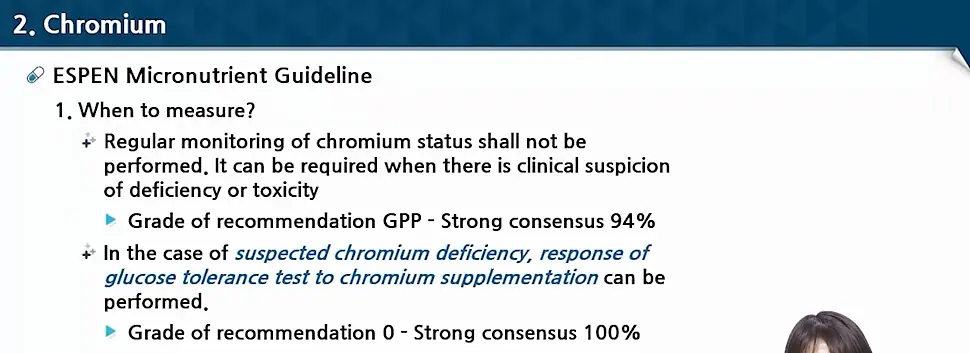 2. Chromium
ESPEN Micronutrient Guideline
1. When to measure?
Regular monitoring of chromium status shall not be
performed. It can be required when there is clinical suspicion
of deficiency or toxicity
Grade of recommendation GPP - Strong consensus 94%
In the case of suspected chromium deficiency, response of
glucose tolerance test to chromium supplementation can be
performed.
Grade of recommendation 0 - Strong consensus 100%